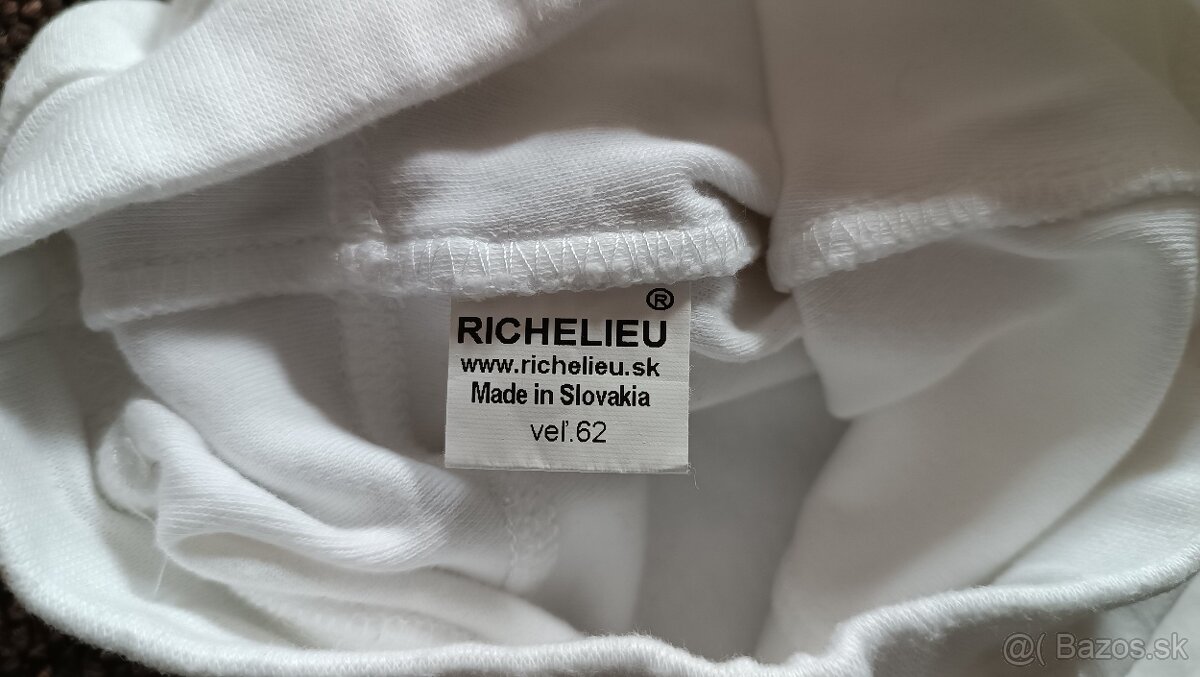 ®
RICHELIEU
www.richelieu.sk
Made in Slovakia
veľ.62
@( Bazos.sk